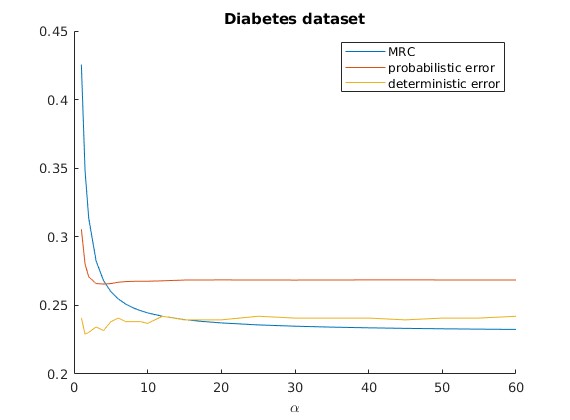 Diabetes dataset
MRC
probabilistic error
deterministic error
0.45
0.4
0.35
0.3
0.25
0.2
0 10 20 30 40 50 60
α